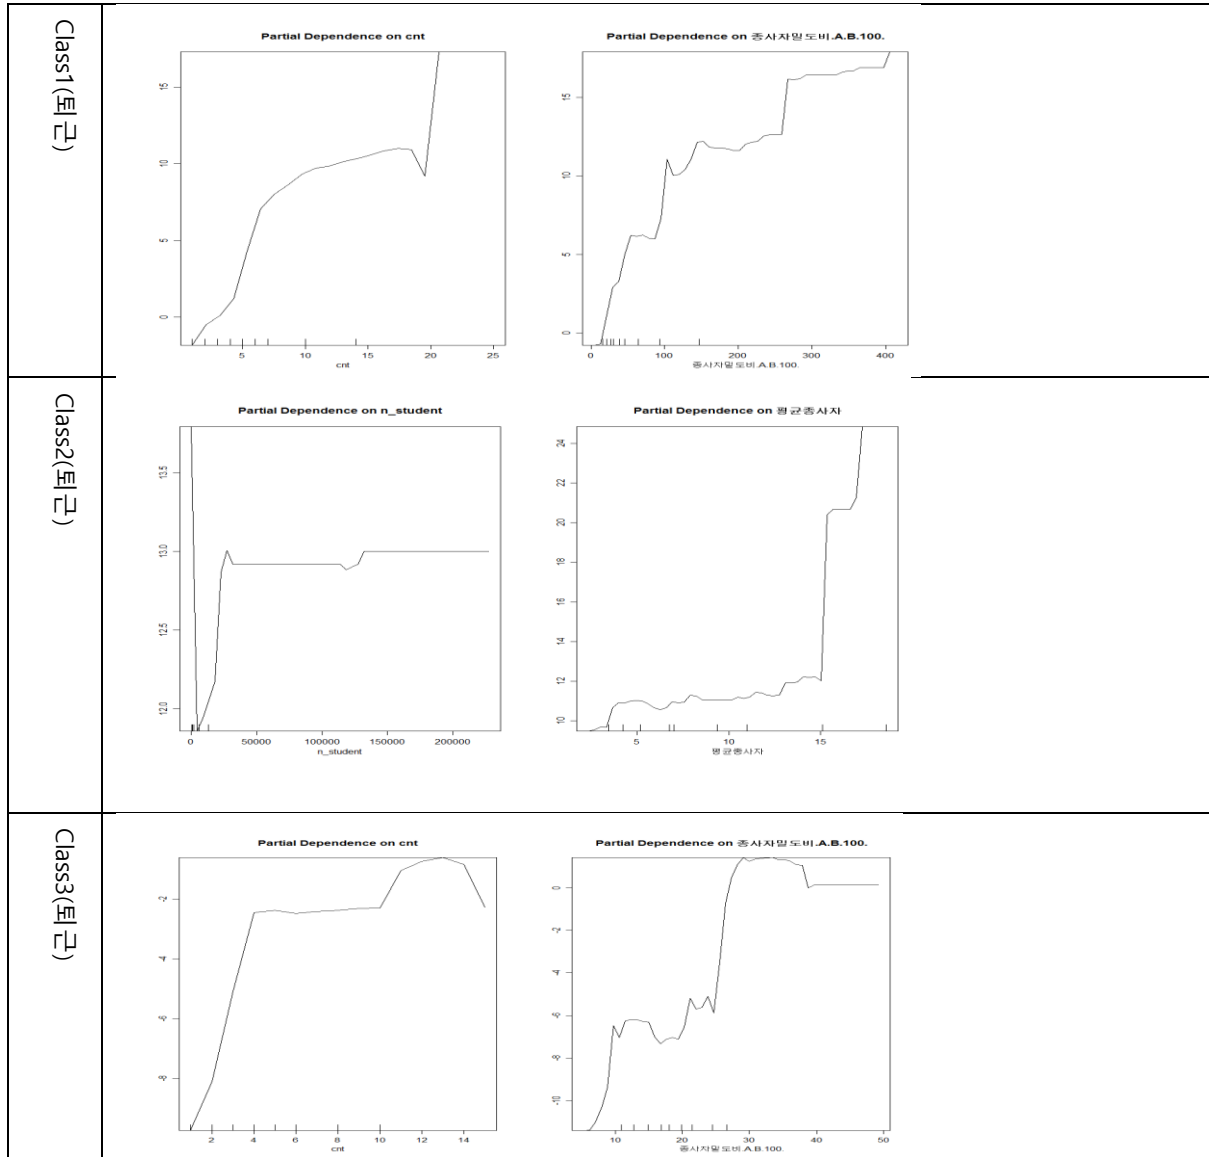 Class1(퇴근)
Partial Dependence on cnt
15
10
5
0
5 10 15 20 25
cnt
Partial Dependence on 종사자밀도비.A.B.100.
15
10
5
0
0 100 200 300 400
종사자밀도비.A.B.100.
Class2(퇴근)
Partial Dependence on n_student
13.5
13.0
12.5
12.0
0 50000 100000 150000 200000
n_student
Partial Dependence on 평균종사자
24
22
20
18
16
14
12
10
5 10 15
평균종사자
Class3(퇴근)
Partial Dependence on cnt
-2
-4
-6
-8
2 4 6 8 10 12 14
cnt
Partial Dependence on 종사자밀도비.A.B.100.
0
-2
-4
-6
-8
-10
10 20 30 40 50
종사자밀도비.A.B.100.